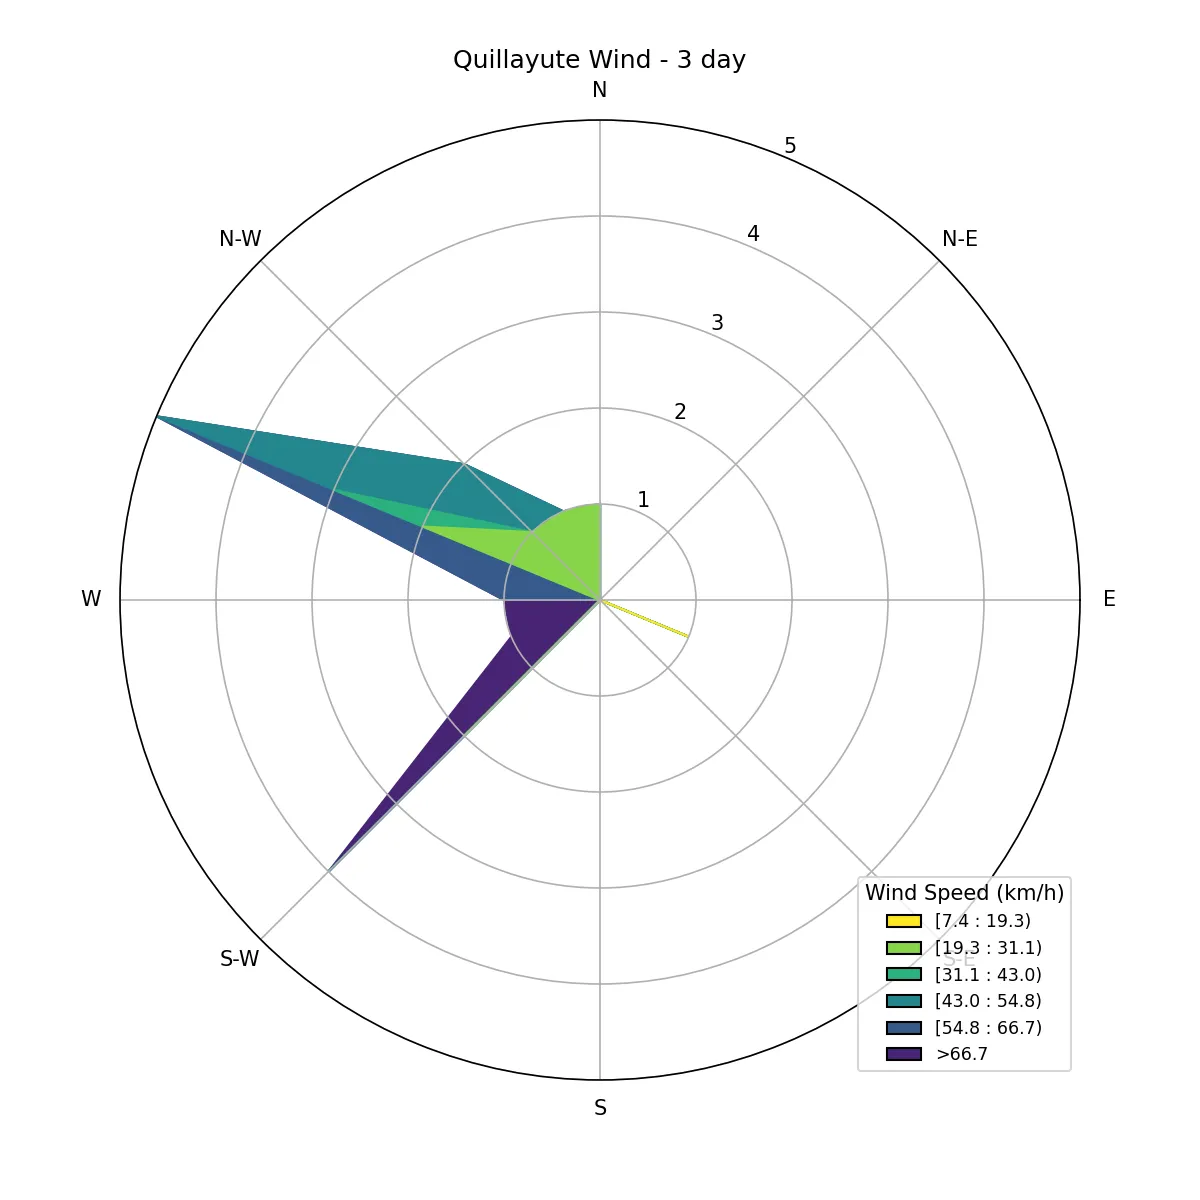 Quillayute Wind - 3 day
N
5
N-W
4
N-E
3
2
1
W
E
Wind Speed (km/h)
[7.4 : 19.3)
[19.3 : 31.1)
S-W
S-E
[31.1 : 43.0)
[43.0 : 54.8)
[54.8 : 66.7)
>66.7
S